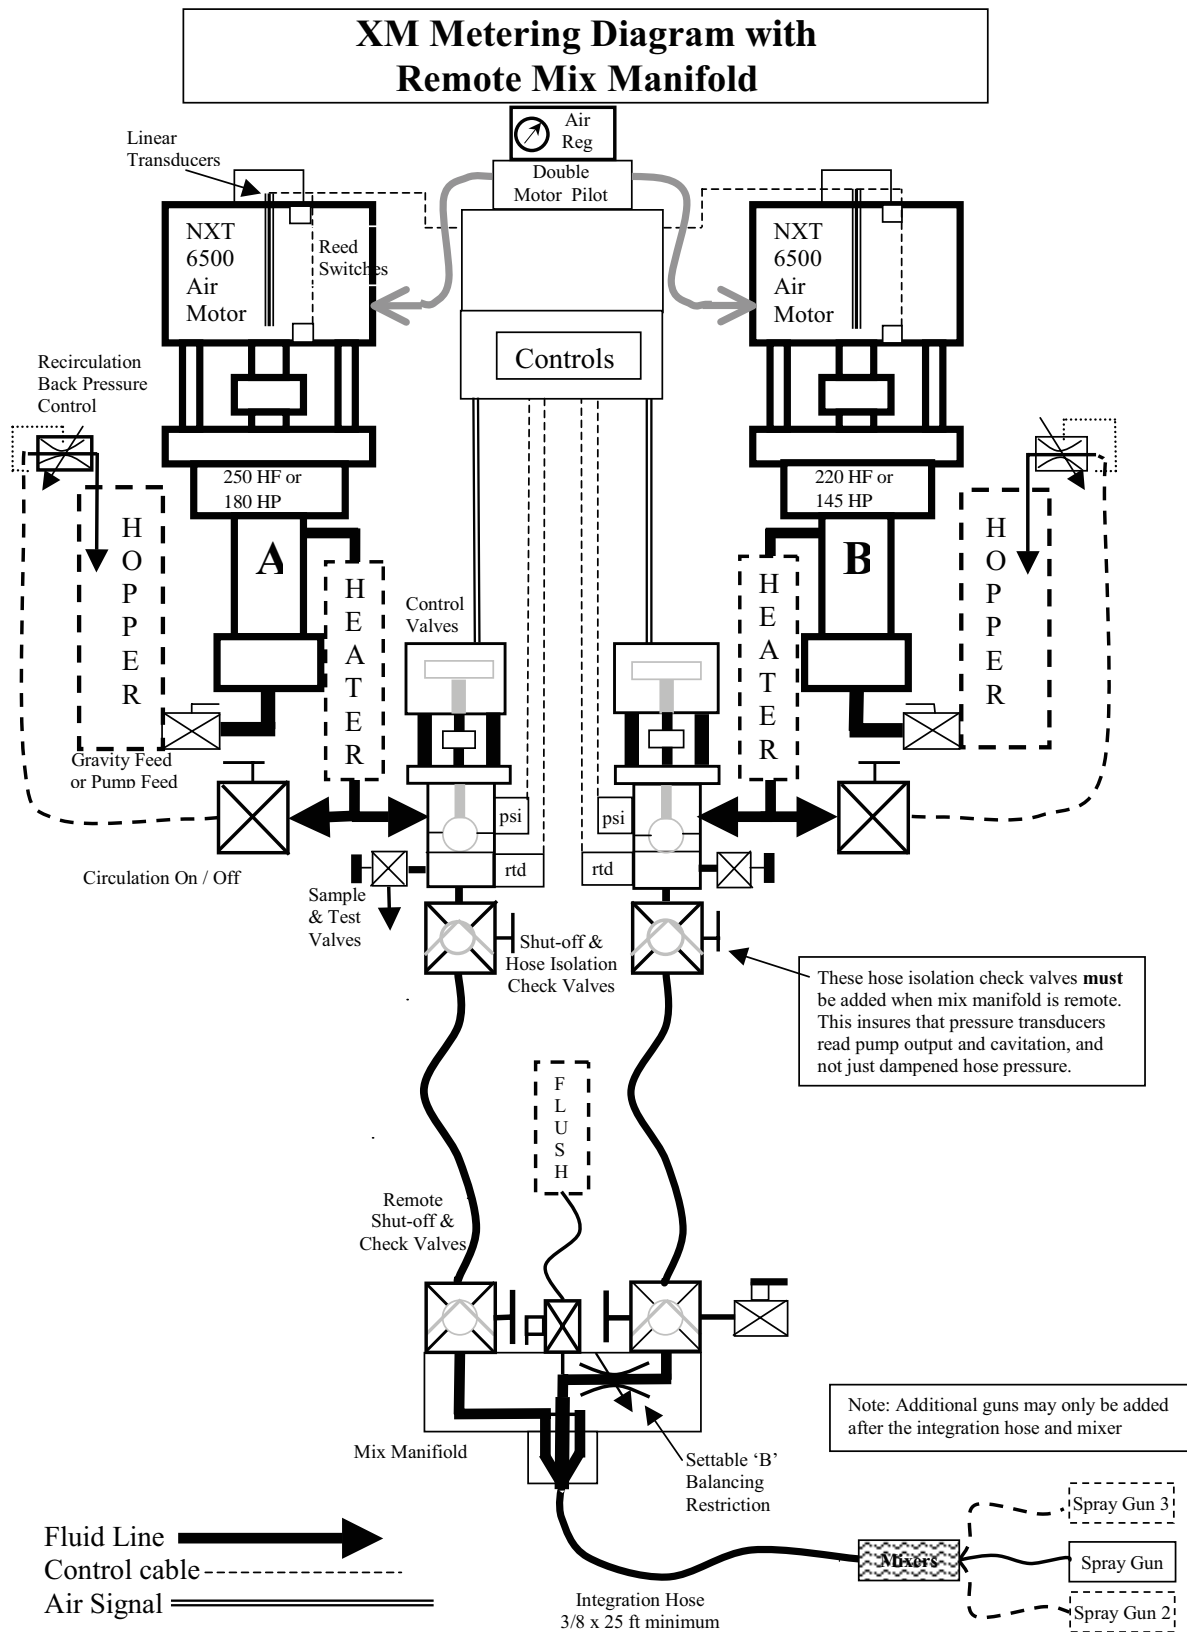 XM Metering Diagram with
Remote Mix Manifold
Air
Reg
Double
Motor Pilot
Linear
Transducers
NXT
6500
Air
Motor
Reed
Switches
NXT
6500
Air
Motor
Controls
Recirculation
Back Pressure
Control
250 HF or
180 HP
220 HF or
145 HP
HOPPER
A
HEATER
Control
Valves
HEATER
B
HOPPER
Gravity Feed
or Pump Feed
psi
psi
rtd
rtd
Circulation On / Off
Sample
& Test
Valves
Shut-off &
Hose Isolation
Check Valves
These hose isolation check valves must
be added when mix manifold is remote.
This insures that pressure transducers
read pump output and cavitation, and
not just dampened hose pressure.
FLUSH
Remote
Shut-off &
Check Valves
Mix Manifold
Settable ‘B’
Balancing
Restriction
Note: Additional guns may only be added
after the integration hose and mixer
Fluid Line
Control cable
Air Signal
Integration Hose
3/8 x 25 ft minimum
Mixers
Spray Gun 3
Spray Gun
Spray Gun 2